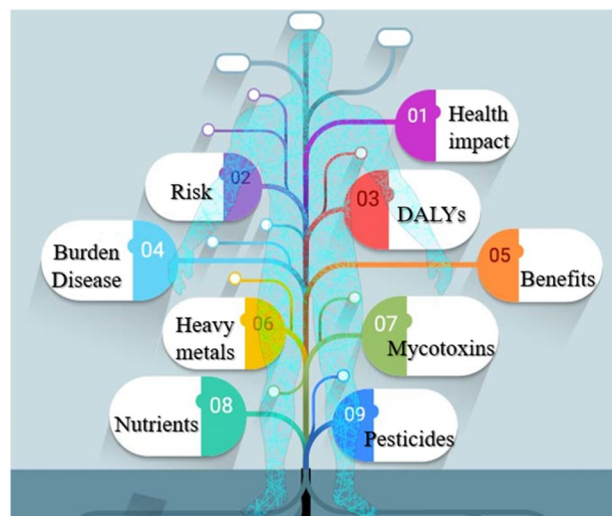 01
Health
impact
02
Risk
03
DALYs
04
Burden
Disease
05
Benefits
06
Heavy
metals
07
Mycotoxins
08
Nutrients
09
Pesticides